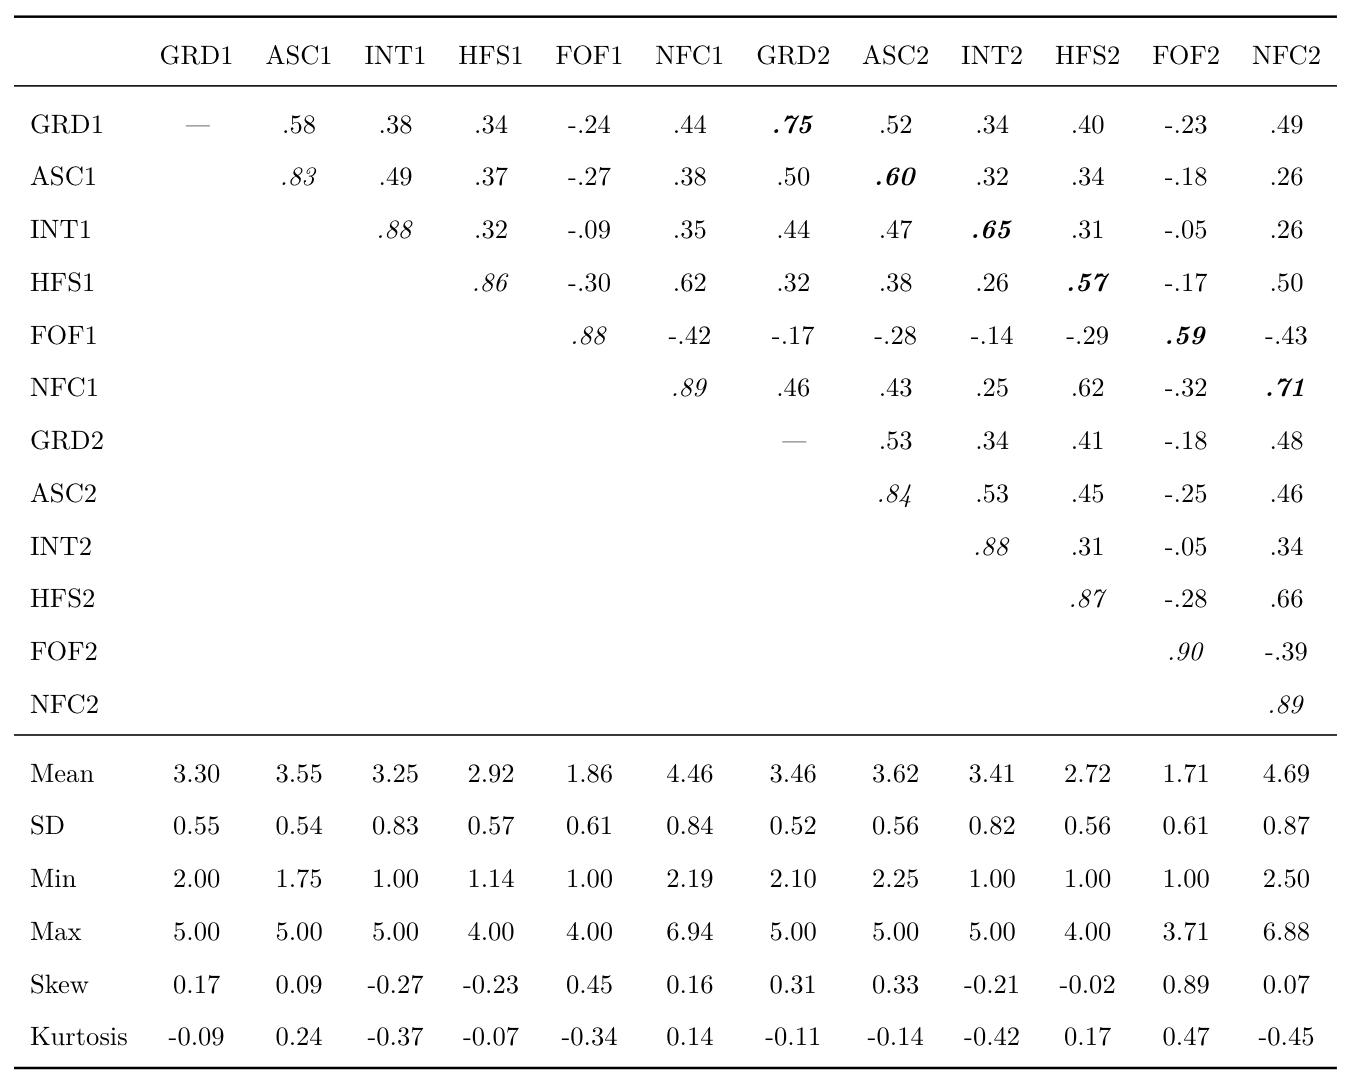 GRD1 ASC1 INT1 HFS1 FOF1 NFC1 GRD2 ASC2 INT2 HFS2 FOF2 NFC2
GRD1 — .58 .38 .34 -.24 .44 .75 .52 .34 .40 -.23 .49
ASC1 .83 .49 .37 -.27 .38 .50 .60 .32 .34 -.18 .26
INT1 .88 .32 -.09 .35 .44 .47 .65 .31 -.05 .26
HFS1 .86 -.30 .62 .32 .38 .26 .57 -.17 .50
FOF1 .88 -.42 -.17 -.28 -.14 -.29 .59 -.43
NFC1 .89 .46 .43 .25 .62 -.32 .71
GRD2 — .53 .34 .41 -.18 .48
ASC2 .84 .53 .45 -.25 .46
INT2 .88 .31 -.05 .34
HFS2 .87 -.28 .66
FOF2 .90 -.39
NFC2 .89
Mean 3.30 3.55 3.25 2.92 1.86 4.46 3.46 3.62 3.41 2.72 1.71 4.69
SD 0.55 0.54 0.83 0.57 0.61 0.84 0.52 0.56 0.82 0.56 0.61 0.87
Min 2.00 1.75 1.00 1.14 1.00 2.19 2.10 2.25 1.00 1.00 1.00 2.50
Max 5.00 5.00 5.00 4.00 4.00 6.94 5.00 5.00 5.00 4.00 3.71 6.88
Skew 0.17 0.09 -0.27 -0.23 0.45 0.16 0.31 0.33 -0.21 -0.02 0.89 0.07
Kurtosis -0.09 0.24 -0.37 -0.07 -0.34 0.14 -0.11 -0.14 -0.42 0.17 0.47 -0.45